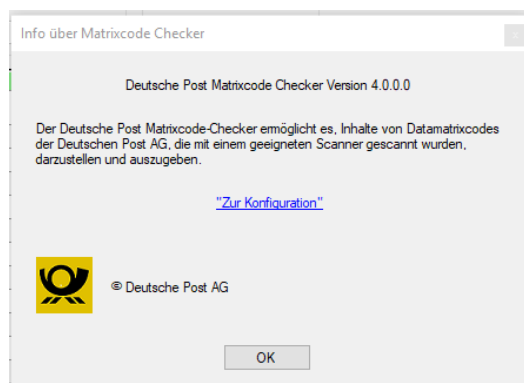 Info über Matrixcode Checker
x
Deutsche Post Matrixcode Checker Version 4.0.0.0
Der Deutsche Post Matrixcode-Checker ermöglicht es, Inhalte von Datamatrixcodes
der Deutschen Post AG, die mit einem geeigneten Scanner gescannt wurden,
darzustellen und auszugeben.
"Zur Konfiguration"
© Deutsche Post AG
OK